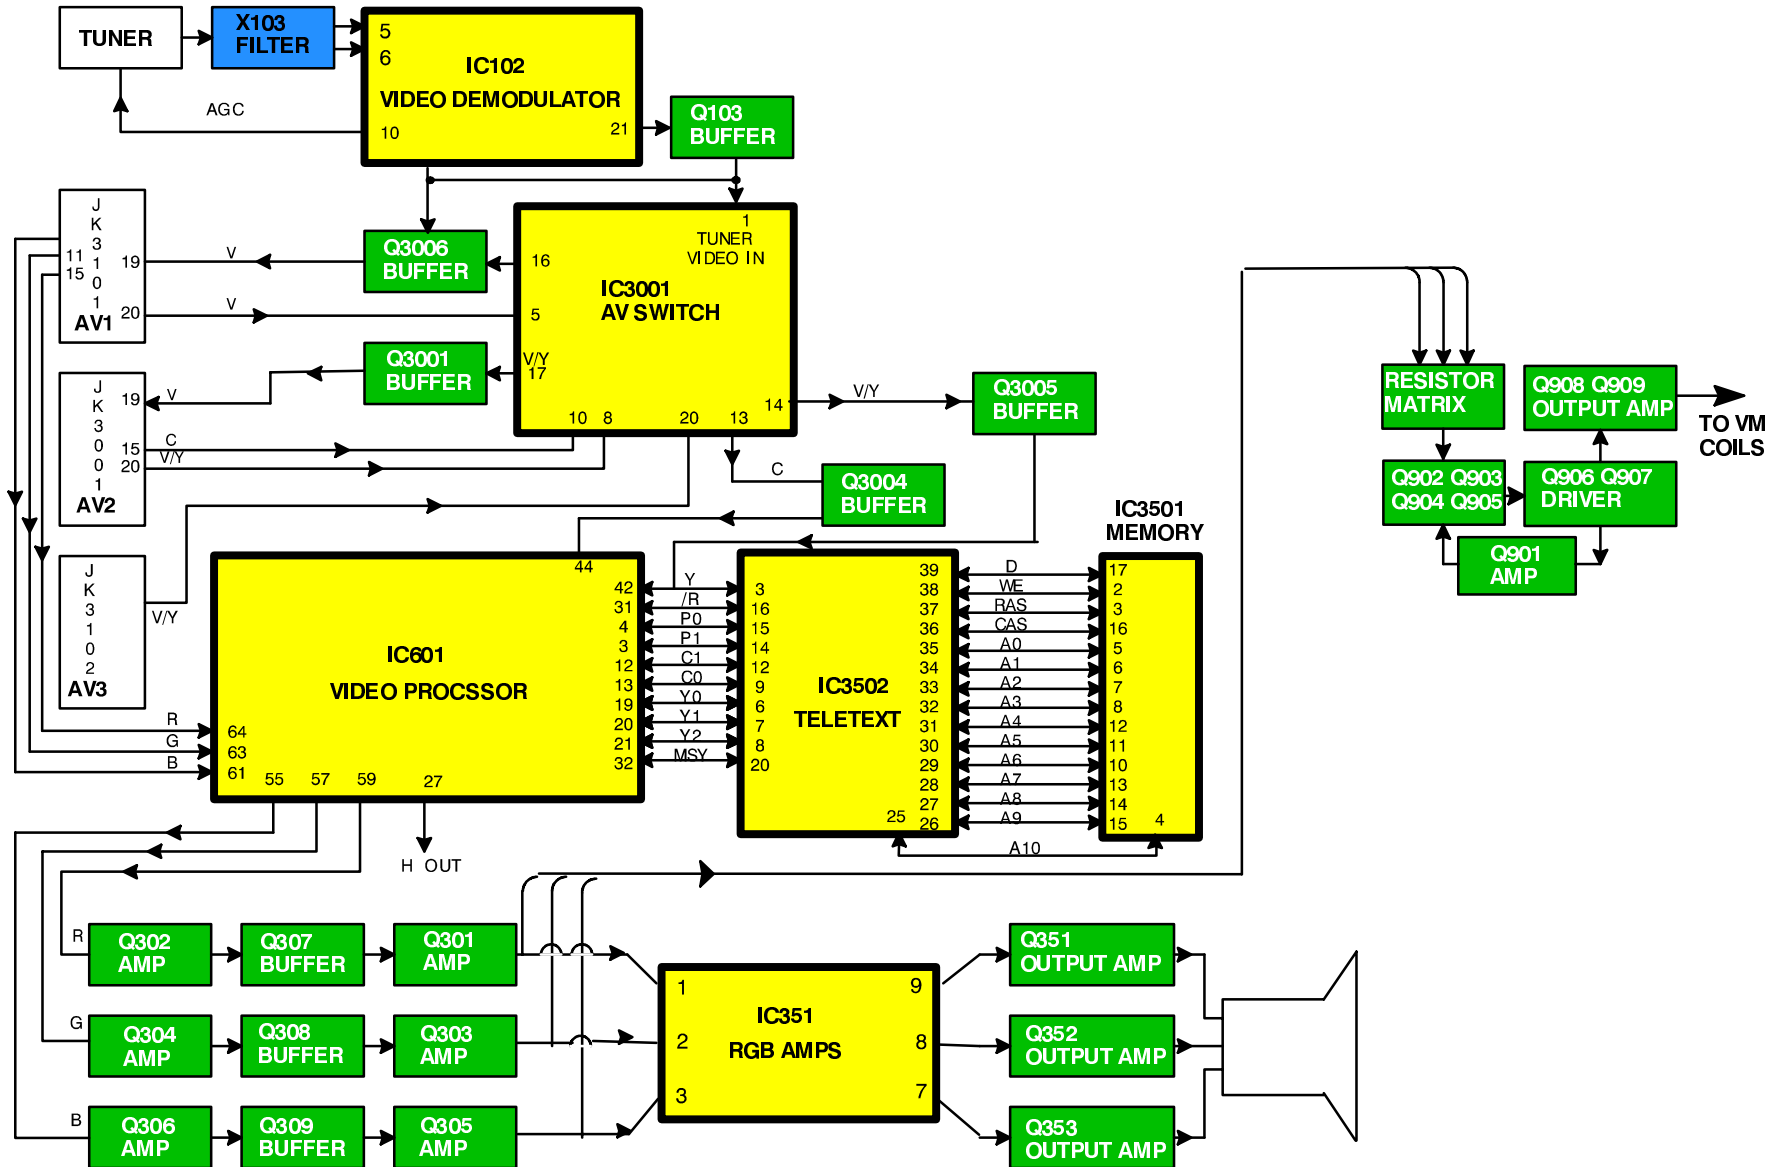 TUNER
X103
FILTER
5
6
IC102
VIDEO DEMODULATOR
10
21
AGC
Q103
BUFFER
J
K
3
1
0
1
AV1
11
15
19
20
V
V
Q3006
BUFFER
1
TUNER
VIDEO IN
16
IC3001
AV SWITCH
5
V/Y
17
14
10
8
20
13
Q3001
BUFFER
J
K
3
0
0
1
AV2
19
15
20
V
C
V/Y
V/Y
Q3005
BUFFER
C
Q3004
BUFFER
J
K
3
1
0
2
AV3
V/Y
RESISTOR
MATRIX
Q908 Q909
OUTPUT AMP
TO VM
COILS
Q902 Q903
Q904 Q905
Q906 Q907
DRIVER
Q901
AMP
IC3501
MEMORY
44
42
31
4
3
12
13
19
20
21
32
IC601
VIDEO PROCSSOR
64
63
61
55
57
59
27
R
G
B
H OUT
Y
/R
P0
P1
C1
C0
Y0
Y1
Y2
MSY
3
16
15
14
12
9
6
7
8
20
IC3502
TELETEXT
39
38
37
36
35
34
33
32
31
30
29
28
27
26
25
D
WE
RAS
CAS
A0
A1
A2
A3
A4
A5
A6
A7
A8
A9
A10
17
2
3
16
5
6
7
8
12
11
10
13
14
15
4
R
Q302
AMP
Q307
BUFFER
Q301
AMP
G
Q304
AMP
Q308
BUFFER
Q303
AMP
B
Q306
AMP
Q309
BUFFER
Q305
AMP
1
2
3
IC351
RGB AMPS
9
8
7
Q351
OUTPUT AMP
Q352
OUTPUT AMP
Q353
OUTPUT AMP